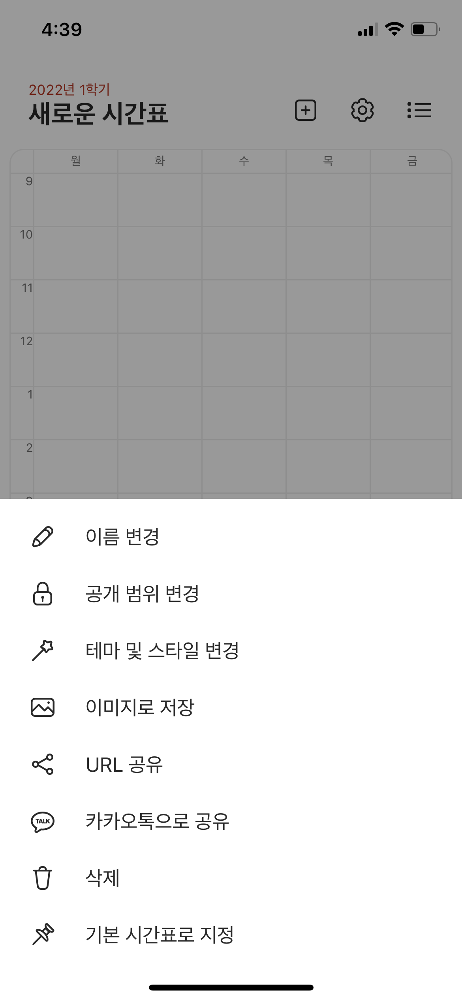 4:39
2022년 1학기
새로운 시간표
월 화 수 목 금
9
10
11
12
1
2
이름 변경
공개 범위 변경
테마 및 스타일 변경
이미지로 저장
URL 공유
TALK 카카오톡으로 공유
삭제
기본 시간표로 지정